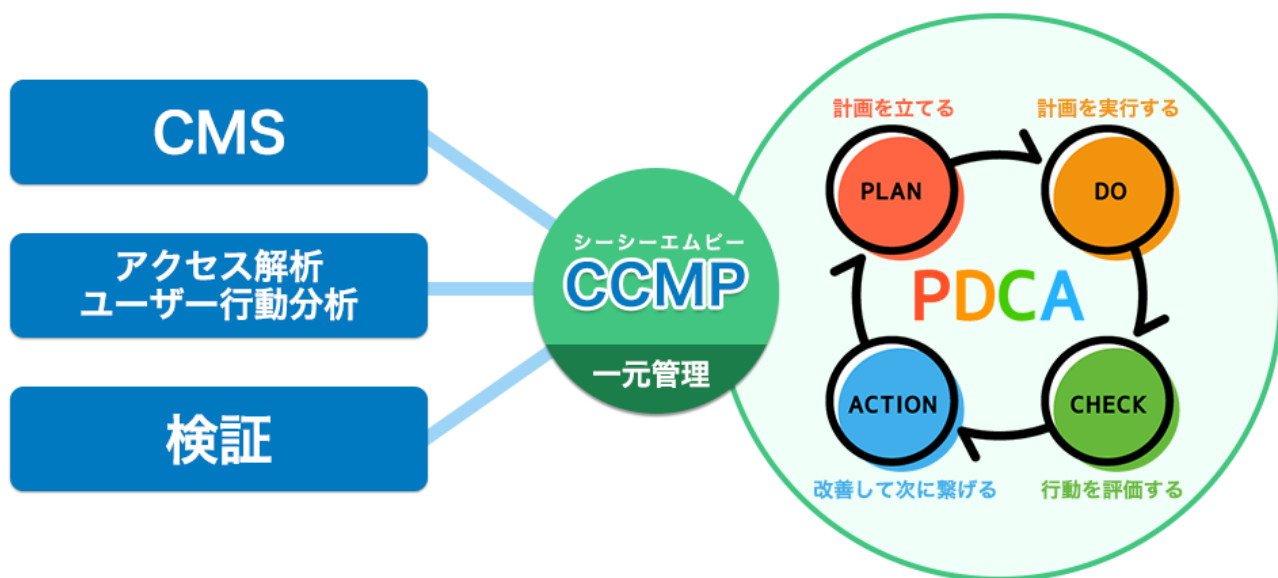 CMS
アクセス解析
ユーザー行動分析
検証
シーシーエムピー
CCMP
一元管理
計画を立てる
計画を実行する
PLAN
DO
PDCA
ACTION
CHECK
改善して次に繋げる
行動を評価する